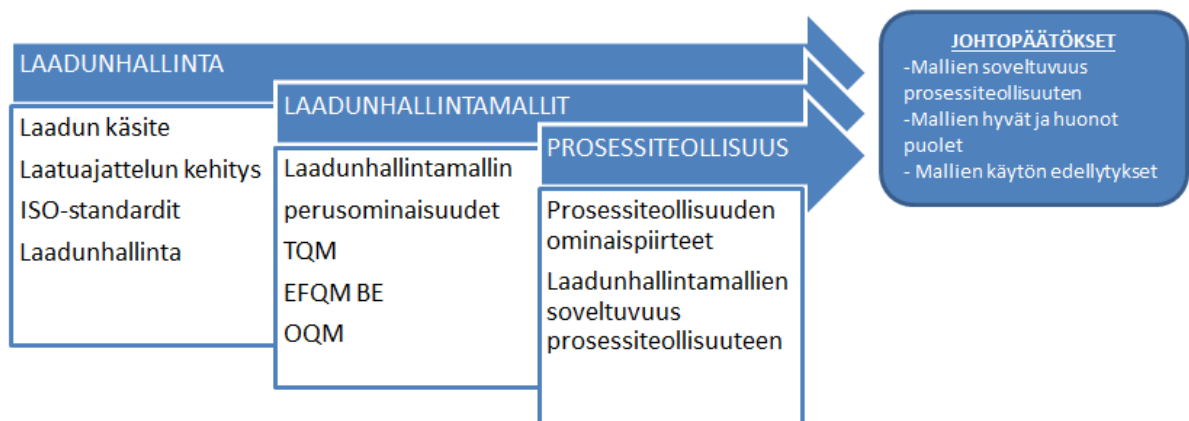 LAADUNHALLINTA
Laadun käsite
Laatuajattelun kehitys
ISO-standardit
Laadunhallinta
LAADUNHALLINTAMALLIT
Laadunhallintamallin
perusominaisuudet
TQM
EFQM BE
OQM
PROSESSITEOLLISUUS
Prosessiteollisuuden
ominaispiirteet
Laadunhallintamallien
soveltuvuus
prosessiteollisuuteen
JOHTOPÄÄTÖKSET
-Mallien soveltuvuus
prosessiteollisuuten
-Mallien hyvät ja huonot
puolet
- Mallien käytön edellytykset